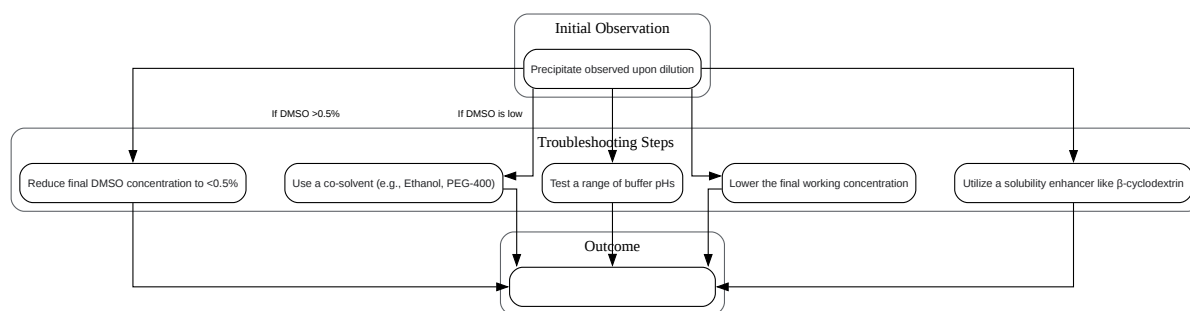 Initial Observation
Precipitate observed upon dilution
If DMSO >0.5%
If DMSO is low
Troubleshooting Steps
Reduce final DMSO concentration to <0.5%
Use a co-solvent (e.g., Ethanol, PEG-400)
Test a range of buffer pHs
Lower the final working concentration
Utilize a solubility enhancer like β-cyclodextrin
Outcome